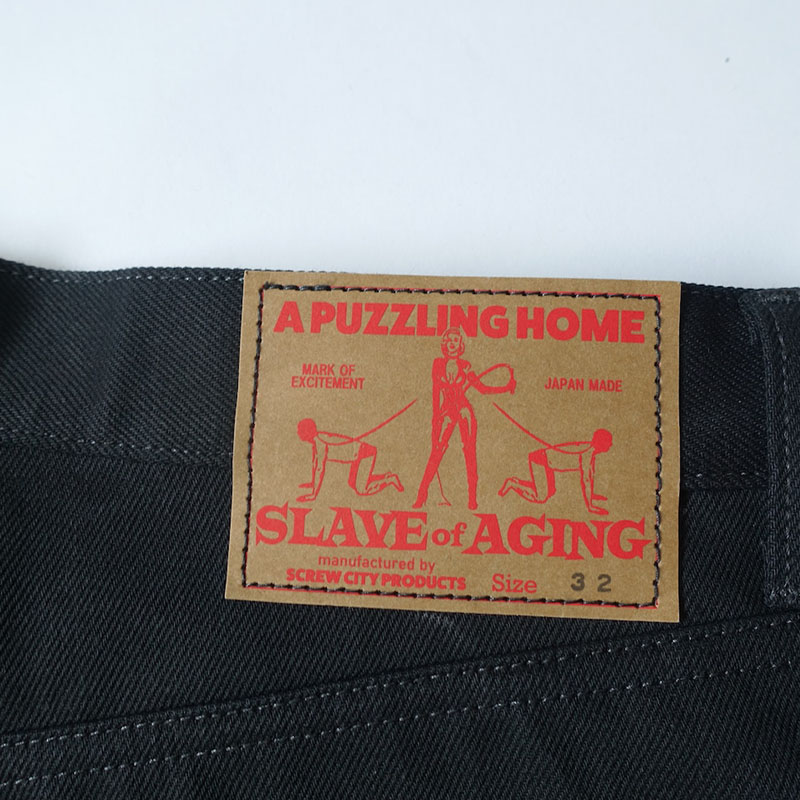 A PUZZLING HOME
MARK OF
EXCITEMENT
JAPAN MADE
SLAVE of AGING
manufactured by
SCREW CITY PRODUCTS
Size 32